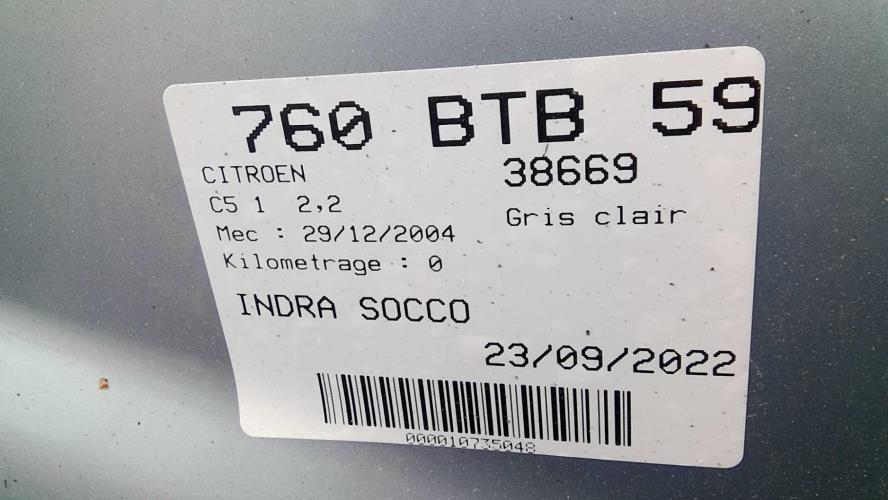 760 BTB 59
CITROEN 38669
C5 1 2,2 Gris clair
Mec : 29/12/2004
Kilometrage : 0
INDRA SOCCO
23/09/2022
000010735048